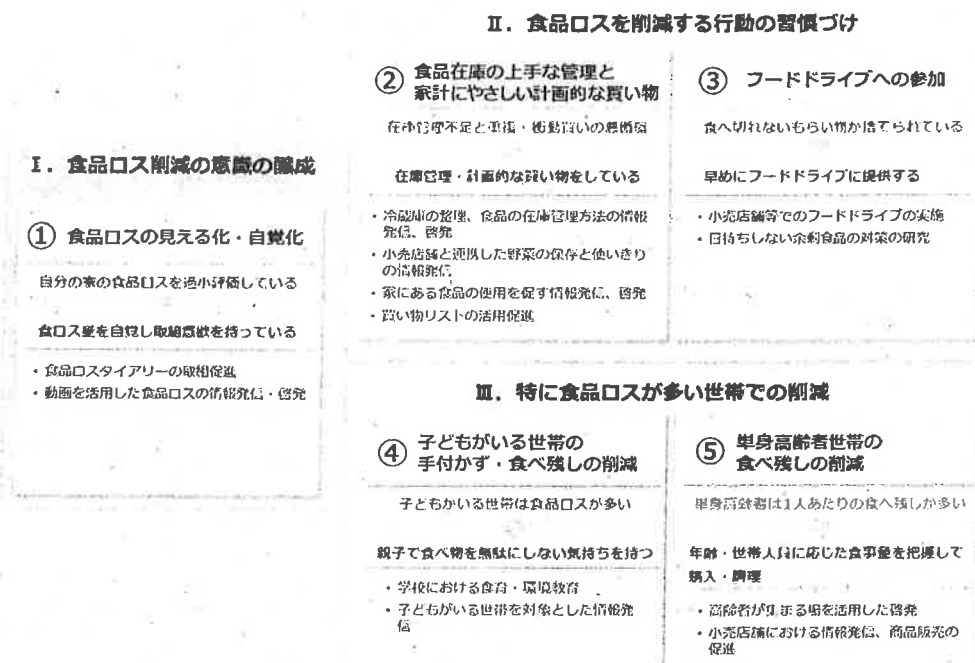 Ⅰ．食品ロス削減の意識の醸成
① 食品ロスの見える化・自覚化
自分の家の食品ロスを過小評価している
食ロス量を自覚し取組意欲を持っている
・食品ロスダイアリーの取組促進
・動画を活用した食品ロスの情報発信・啓発
Ⅱ．食品ロスを削減する行動の習慣づけ
② 食品在庫の上手な管理と
家計にやさしい計画的な買い物
在庫管理不足と重複・衝動買いの悪循環
在庫管理・計画的な買い物をしている
・冷蔵庫の整理、食品の在庫管理方法の情報
発信、啓発
・小売店舗と連携した野菜の保存と使いきり
の情報発信
・家にある食品の使用を促す情報発信、啓発
・買い物リストの活用促進
③ フードドライブへの参加
食べ切れないもらい物が捨てられている
早めにフードドライブに提供する
・小売店舗等でのフードドライブの実施
・日持ちしない余剰食品の対策の研究
Ⅲ．特に食品ロスが多い世帯での削減
④ 子どもがいる世帯の
手付かず・食べ残しの削減
子どもがいる世帯は食品ロスが多い
親子で食べ物を無駄にしない気持ちを持つ
・学校における食育・環境教育
・子どもがいる世帯を対象とした情報発
信
⑤ 単身高齢者世帯の
食べ残しの削減
単身高齢者は1人あたりの食べ残しが多い
年齢・世帯人員に応じた食事量を把握して
購入・調理
・高齢者が集まる場を活用した啓発
・小売店舗における情報発信、商品販売の
促進